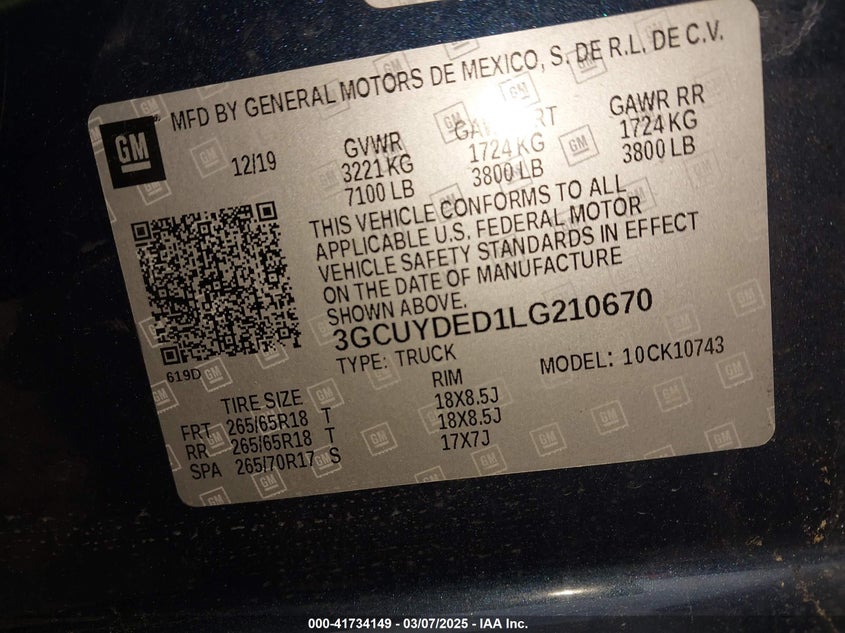 MFD BY GENERAL MOTORS DE MEXICO, S. DE R.L. DE C.V.
GM
12/19
GVWR GAWR RT GAWR RR
3221 KG 1724 KG 1724 KG
7100 LB 3800 LB 3800 LB
THIS VEHICLE CONFORMS TO ALL
APPLICABLE U.S. FEDERAL MOTOR
VEHICLE SAFETY STANDARDS IN EFFECT
ON THE DATE OF MANUFACTURE
SHOWN ABOVE.
3GCUYDED1LG210670
TYPE: TRUCK MODEL: 10CK10743
619D
TIRE SIZE RIM
FRT 265/65R18 T 18X8.5J
RR 265/65R18 T 18X8.5J
SPA 265/70R17 S 17X7J
000-41734149 — 03/07/2025 - © IAA Inc.